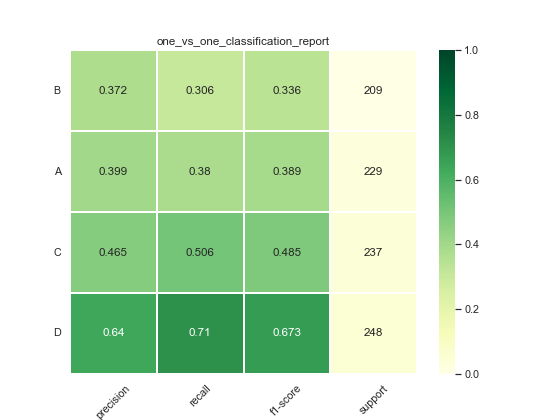 one_vs_one_classification_report
B 0.372 0.306 0.336 209
A 0.399 0.38 0.389 229
C 0.465 0.506 0.485 237
D 0.64 0.71 0.673 248
precision recall f1-score support
1.0
0.8
0.6
0.4
0.2
0.0